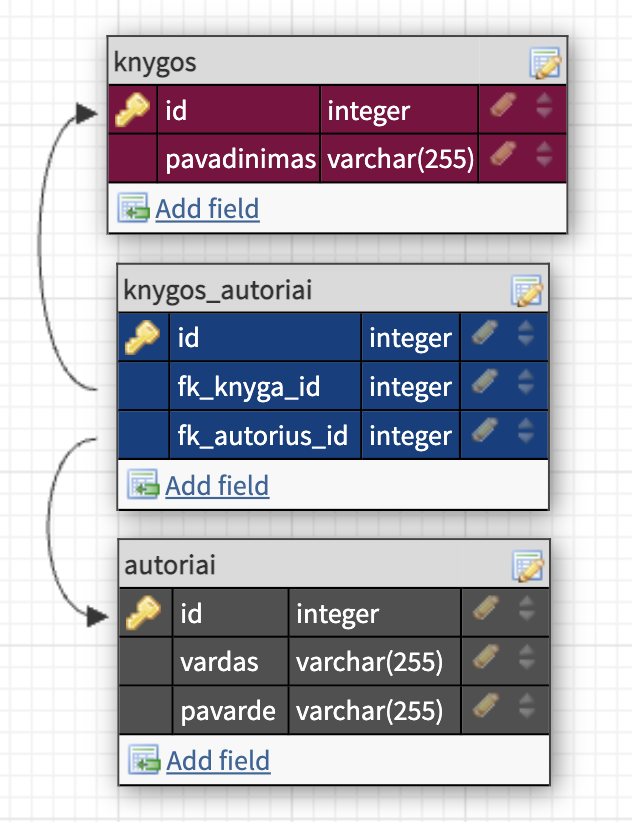 knygos
id integer
pavadinimas varchar(255)
Add field
knygos_autoriai
id integer
fk_knyga_id integer
fk_autorius_id integer
Add field
autoriai
id integer
vardas varchar(255)
pavarde varchar(255)
Add field